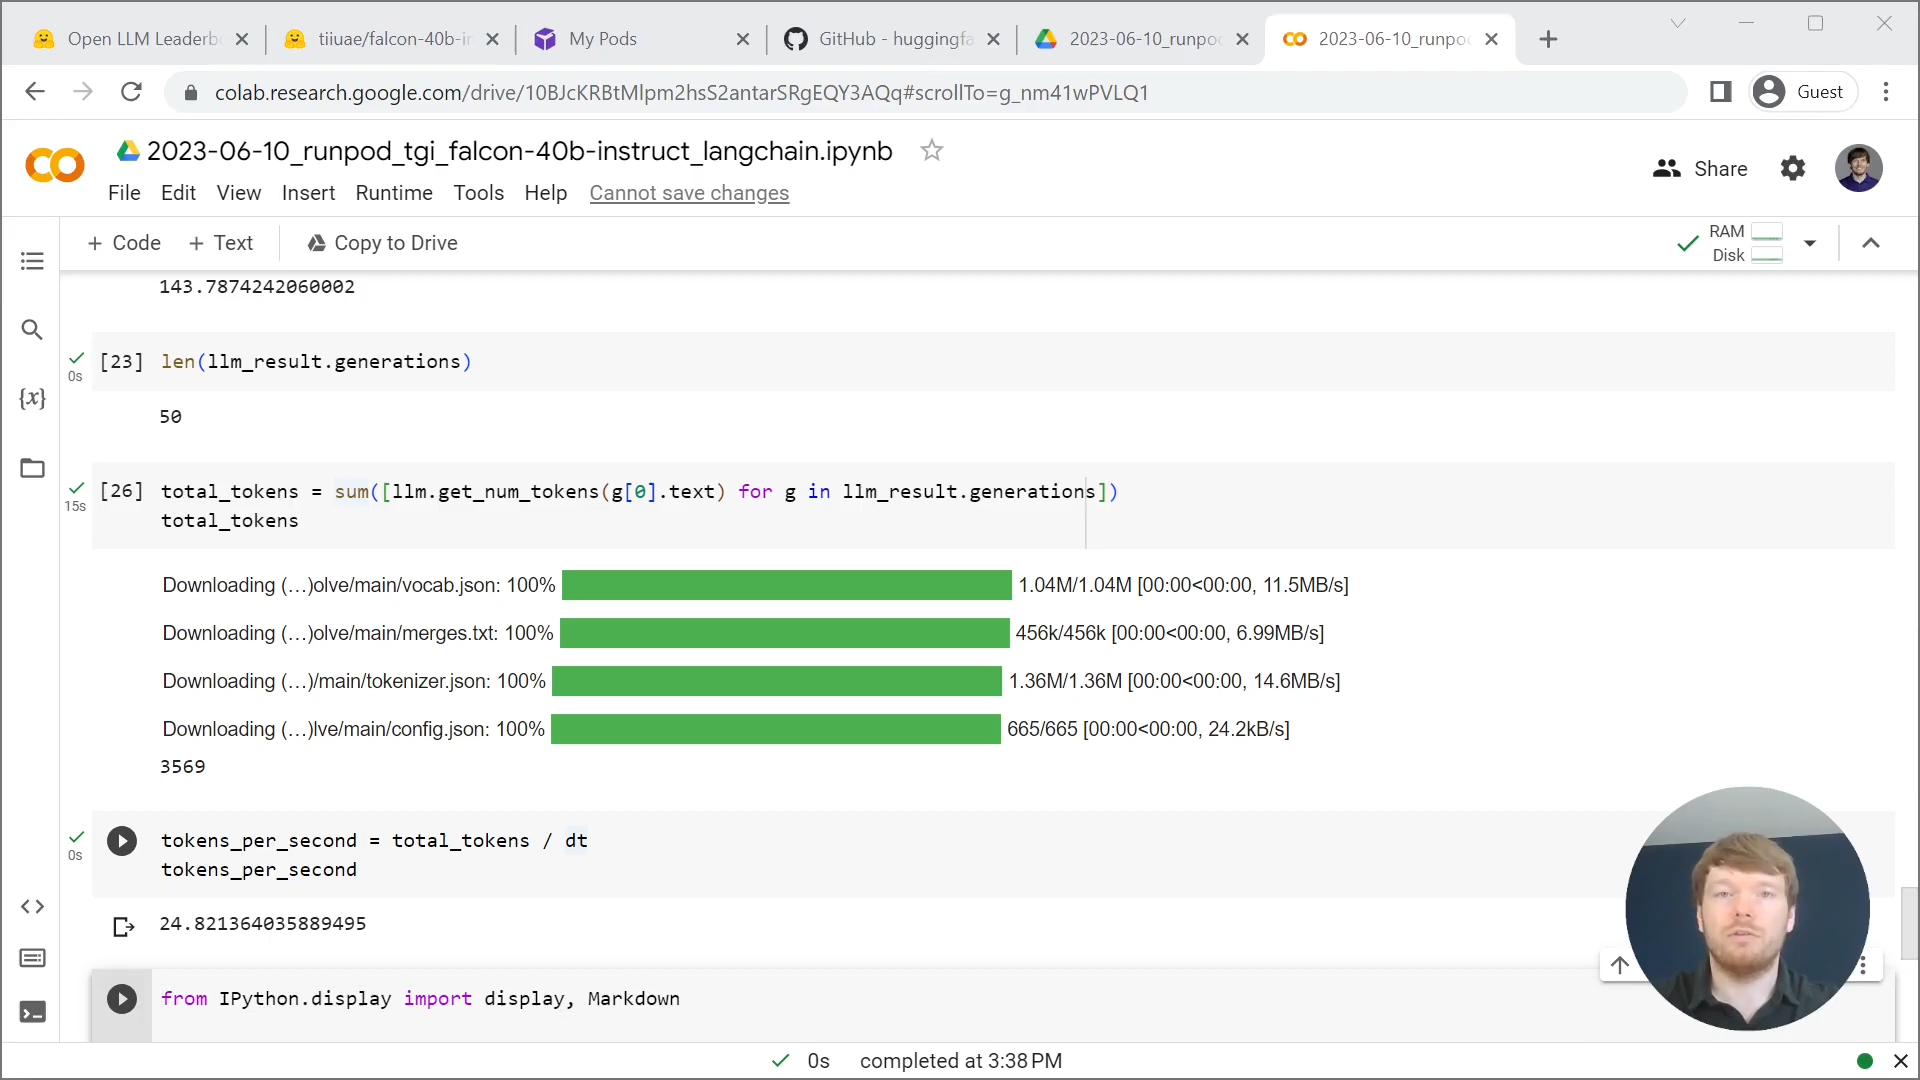 Open LLM Leaderb
tiiuae/falcon-40b-in
My Pods
GitHub - huggingfa
2023-06-10_runpo
2023-06-10_runpo
colab.research.google.com/drive/10BJcKRBtMlpm2hsS2antarSRgEQY3AQq#scrollTo=g_nm41wPVLQ1
Guest
2023-06-10_runpod_tgi_falcon-40b-instruct_langchain.ipynb
File Edit View Insert Runtime Tools Help Cannot save changes
Share
+ Code + Text Copy to Drive
RAM
Disk
143.7874242060002
[23] len(llm_result.generations)
0s
50
[26] total_tokens = sum([llm.get_num_tokens(g[0].text) for g in llm_result.generations])
15s
total_tokens
Downloading (…)olve/main/vocab.json: 100% 1.04M/1.04M [00:00<00:00, 11.5MB/s]
Downloading (…)olve/main/merges.txt: 100% 456k/456k [00:00<00:00, 6.99MB/s]
Downloading (…)/main/tokenizer.json: 100% 1.36M/1.36M [00:00<00:00, 14.6MB/s]
Downloading (…)lve/main/config.json: 100% 665/665 [00:00<00:00, 24.2kB/s]
3569
tokens_per_second = total_tokens / dt
0s
tokens_per_second
24.821364035889495
from IPython.display import display, Markdown
0s completed at 3:38 PM